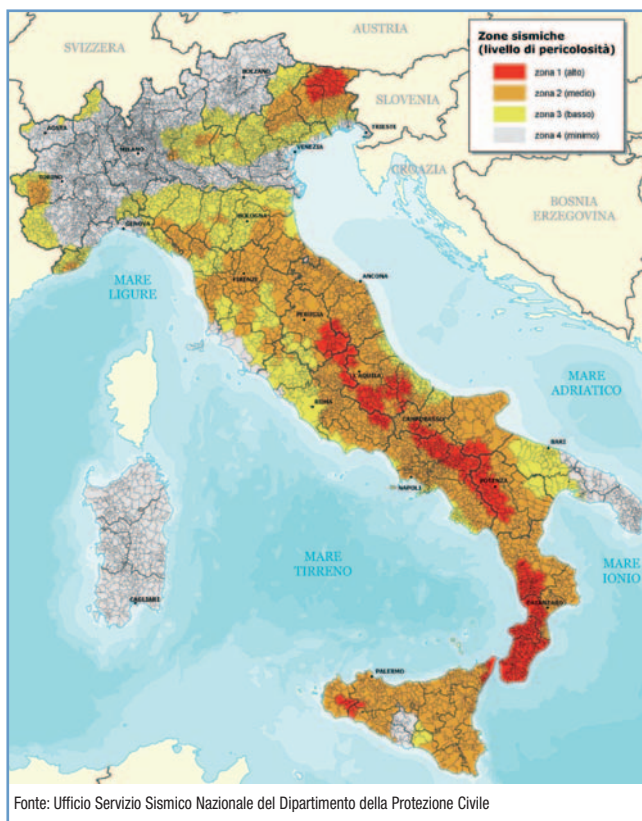 AUSTRIA
SVIZZERA
Zone sismiche
(livello di pericolosità)
zona 1 (alto)
zona 2 (medio)
zona 3 (basso)
zona 4 (minimo)
BOLZANO
SLOVENIA
AOSTA
TRIESTE
MILANO
VENEZIA
CROAZIA
TORINO
BOSNIA
ERZEGOVINA
BOLOGNA
GENOVA
MARE
LIGURE
FIRENZE
ANCONA
PERUGIA
L'AQUILA
MARE
ADRIATICO
ROMA
CAMPOBASSO
BARI
NAPOLI
POTENZA
MARE
TIRRENO
MARE
IONIO
CAGLIARI
CATANZARO
PALERMO
Fonte: Ufficio Servizio Sismico Nazionale del Dipartimento della Protezione Civile